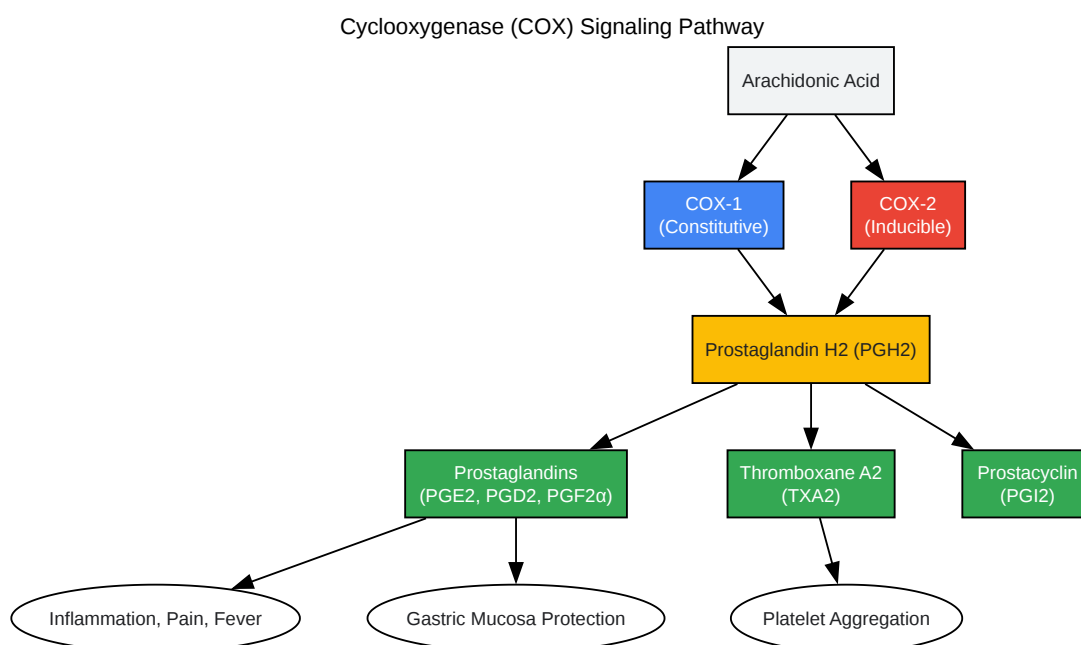 Cyclooxygenase (COX) Signaling Pathway
Arachidonic Acid
COX-1
(Constitutive)
COX-2
(Inducible)
Prostaglandin H2 (PGH2)
Prostaglandins
(PGE2, PGD2, PGF2α)
Thromboxane A2
(TXA2)
Prostacyclin
(PGI2)
Inflammation, Pain, Fever
Gastric Mucosa Protection
Platelet Aggregation